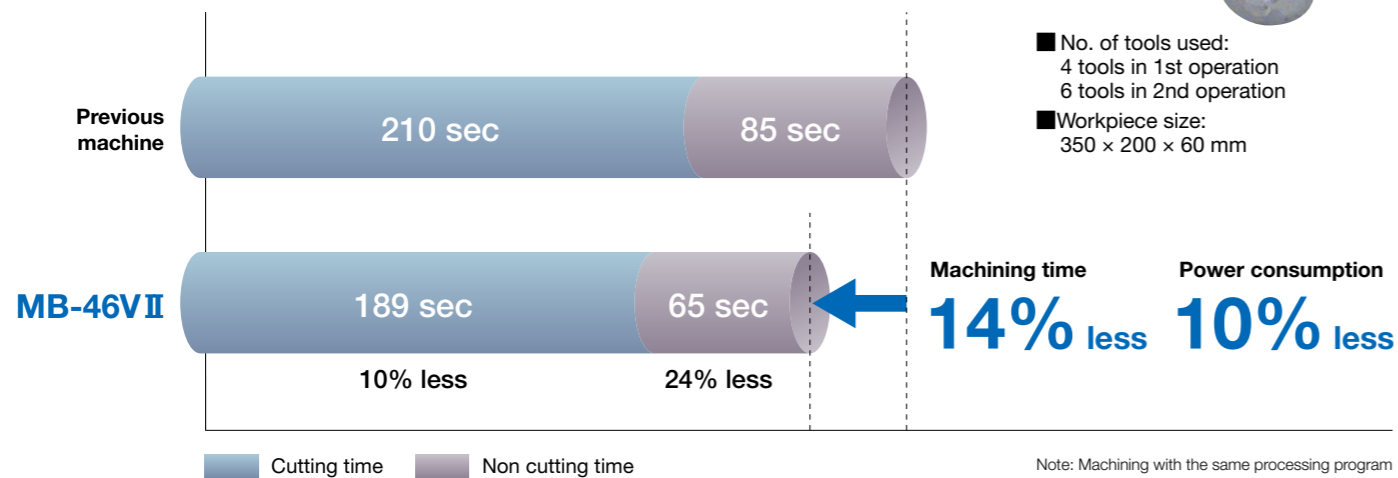 ■ No. of tools used:
4 tools in 1st operation
6 tools in 2nd operation
■Workpiece size:
350 × 200 × 60 mm
Previous
machine
210 sec
85 sec
MB-46VⅡ
189 sec
65 sec
10% less
24% less
Machining time
14% less
Power consumption
10% less
Cutting time
Non cutting time
Note: Machining with the same processing program